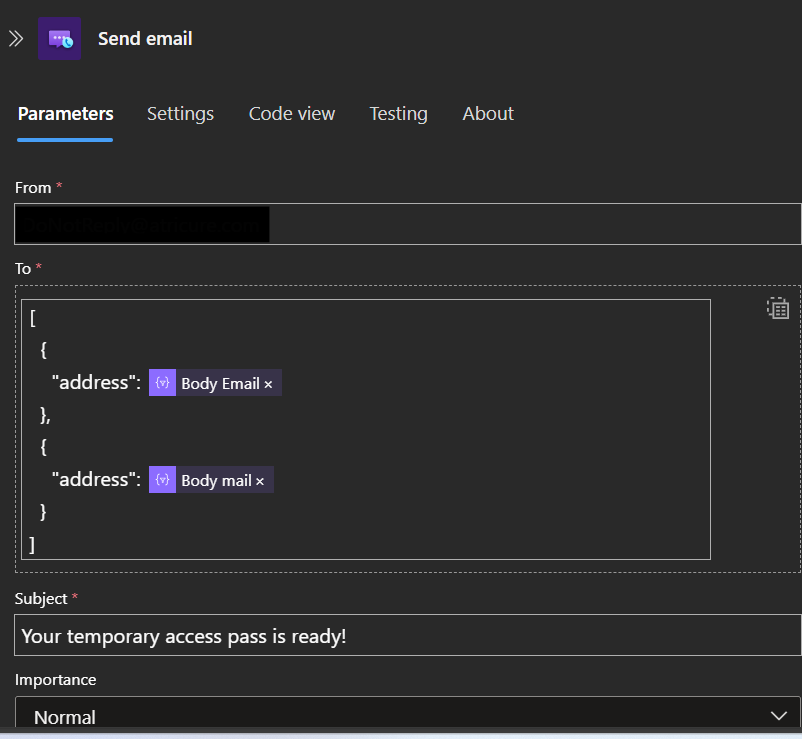 Send email
Parameters Settings Code view Testing About
From *
To *
[
{
"address": Body Email ×
},
{
"address": Body mail ×
}
]
Subject *
Your temporary access pass is ready!
Importance
Normal